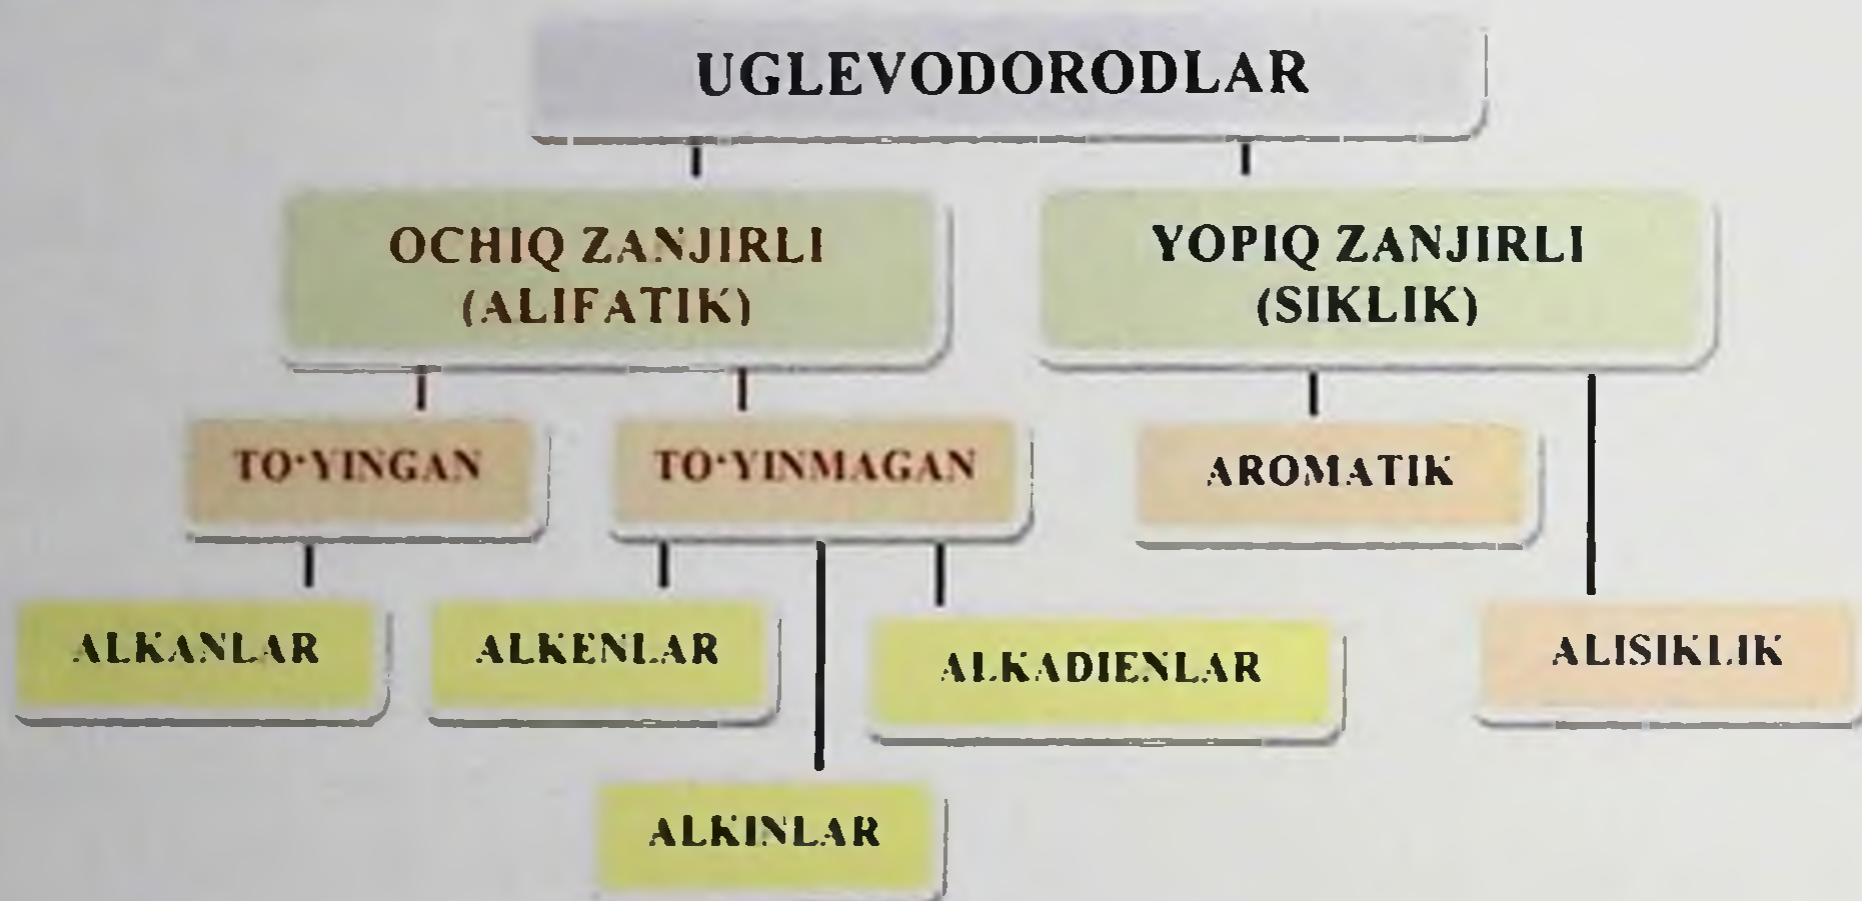 UGLEVODORODLAR
OCHIQ ZANJIRLI
(ALIFATIK)
YOPIQ ZANJIRLI
(SIKLIK)
TO‘YINGAN
TO‘YINMAGAN
AROMATIK
ALKANLAR
ALKENLAR
ALKADIENLAR
ALISIKLIK
ALKINLAR